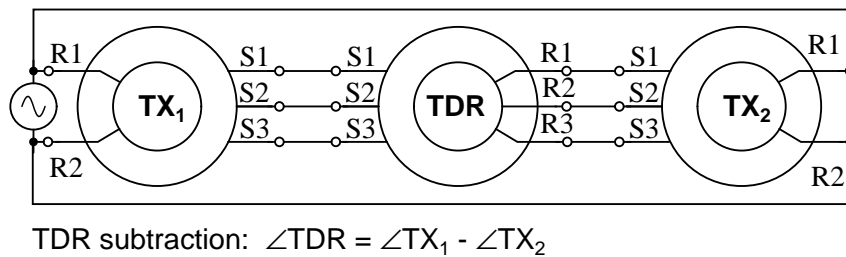 R1 S1 S1 R1 S1 R1
TX₁ S2 S2 TDR R2 S2 TX₂
S3 S3 R3 S3
R2 R2
TDR subtraction: ∠TDR = ∠TX₁ - ∠TX₂